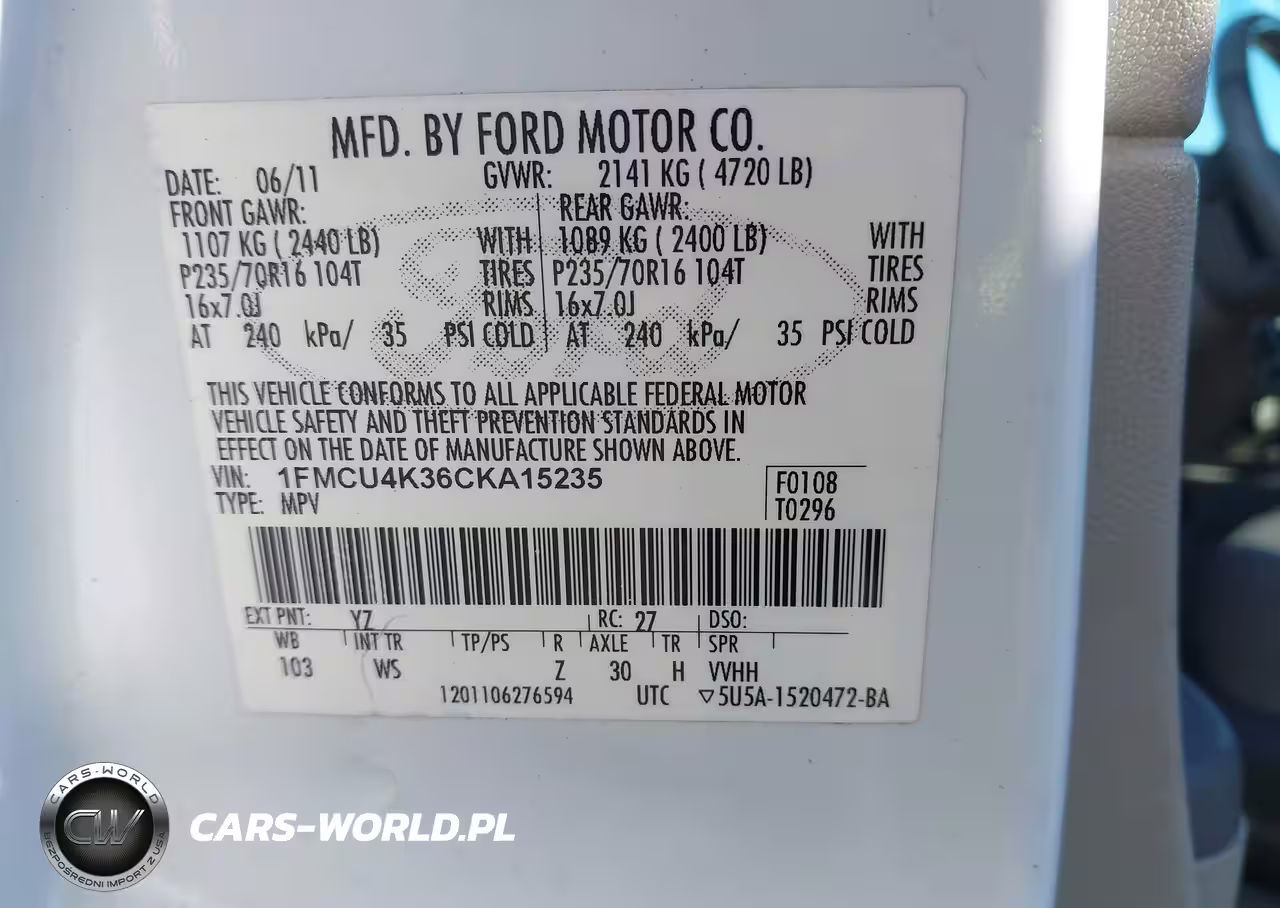 MFD. BY FORD MOTOR CO.
DATE: 06/11 GVWR: 2141 KG ( 4720 LB)
FRONT GAWR: REAR GAWR:
1107 KG ( 2440 LB) WITH 1089 KG ( 2400 LB) WITH
P235/70R16 104T TIRES P235/70R16 104T TIRES
16x7.0J RIMS 16x7.0J RIMS
AT 240 kPa/ 35 PSI COLD AT 240 kPa/ 35 PSI COLD
THIS VEHICLE CONFORMS TO ALL APPLICABLE FEDERAL MOTOR
VEHICLE SAFETY AND THEFT PREVENTION STANDARDS IN
EFFECT ON THE DATE OF MANUFACTURE SHOWN ABOVE.
VIN: 1FMCU4K36CKA15235 F0108
TYPE: MPV T0296
EXT PNT: YZ RC: 27 DSO:
WB INT TR TP/PS R AXLE TR SPR
103 WS Z 30 H VVHH
1201106276594 UTC ▽5U5A-1520472-BA
CARS-WORLD
CW
BEZPOŚREDNI IMPORT Z USA
CARS-WORLD.PL